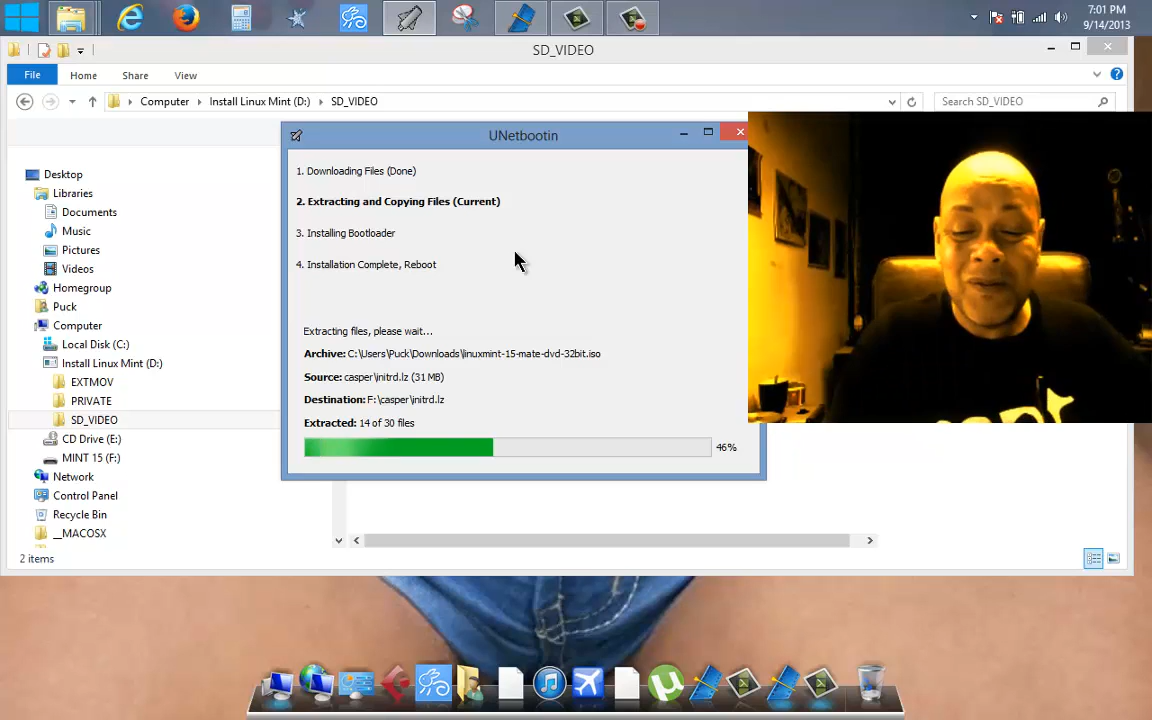 7:01 PM
9/14/2013
SD_VIDEO
File Home Share View
Computer Install Linux Mint (D:) SD_VIDEO
Search SD_VIDEO
UNetbootin
1. Downloading Files (Done)
2. Extracting and Copying Files (Current)
3. Installing Bootloader
4. Installation Complete, Reboot
Extracting files, please wait...
Archive: C:\Users\Puck\Downloads\linuxmint-15-mate-dvd-32bit.iso
Source: casper\initrd.lz (31 MB)
Destination: F:\casper\initrd.lz
Extracted: 14 of 30 files
46%
Desktop
Libraries
Documents
Music
Pictures
Videos
Homegroup
Puck
Computer
Local Disk (C:)
Install Linux Mint (D:)
EXTMOV
PRIVATE
SD_VIDEO
CD Drive (E:)
MINT 15 (F:)
Network
Control Panel
Recycle Bin
__MACOSX
2 items